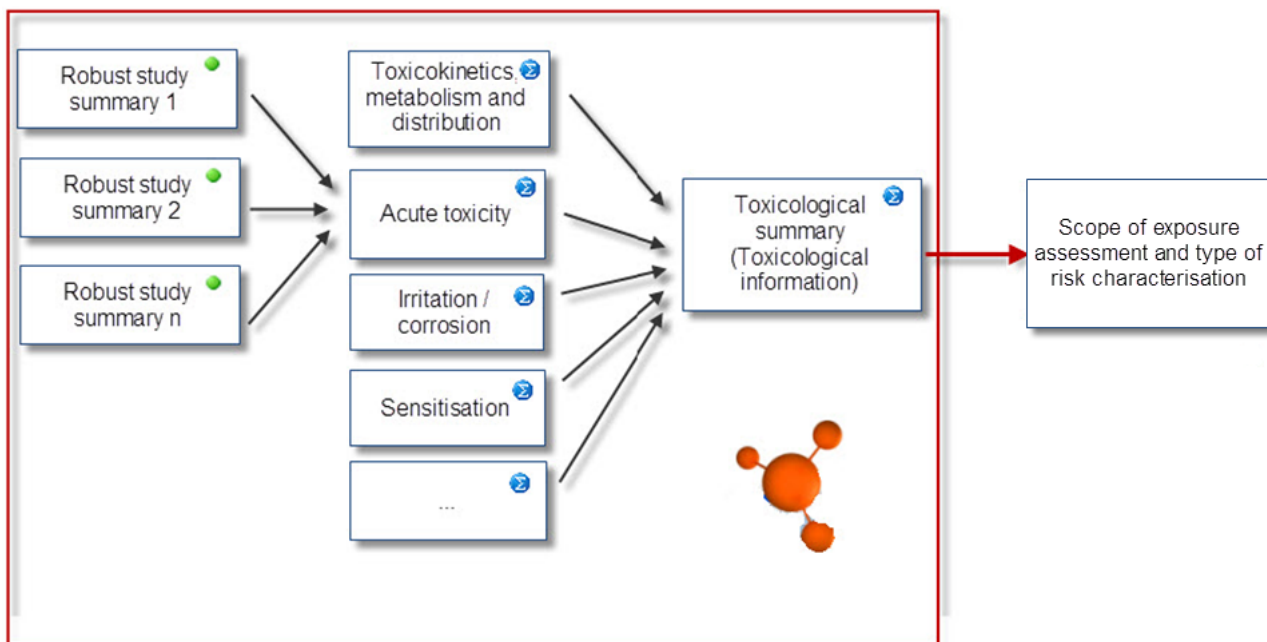 Robust study
summary 1
Robust study
summary 2
Robust study
summary n
Toxicokinetics,
metabolism and
distribution
Acute toxicity
Irritation /
corrosion
Sensitisation
...
Toxicological
summary
(Toxicological
information)
Scope of exposure
assessment and type of
risk characterisation